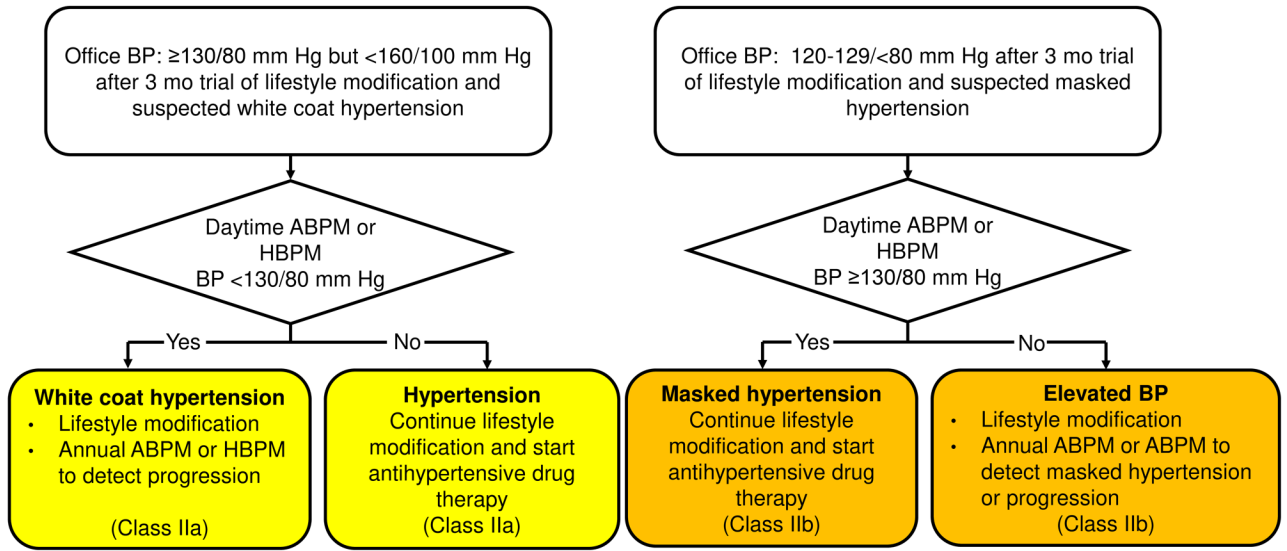 Office BP: ≥130/80 mm Hg but <160/100 mm Hg
after 3 mo trial of lifestyle modification and
suspected white coat hypertension
Office BP:  120-129/<80 mm Hg after 3 mo trial
of lifestyle modification and suspected masked
hypertension
Daytime ABPM or
HBPM
BP <130/80 mm Hg
Daytime ABPM or
HBPM
BP ≥130/80 mm Hg
Yes
No
Yes
No
White coat hypertension
• Lifestyle modification
• Annual ABPM or HBPM
to detect progression
(Class IIa)
Hypertension
Continue lifestyle
modification and start
antihypertensive drug
therapy
(Class IIa)
Masked hypertension
Continue lifestyle
modification and start
antihypertensive drug
therapy
(Class IIb)
Elevated BP
• Lifestyle modification
• Annual ABPM or ABPM to
detect masked hypertension
or progression
(Class IIb)